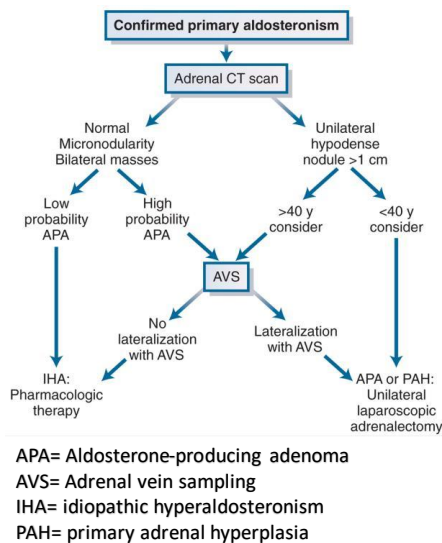 Confirmed primary aldosteronism
Adrenal CT scan
Normal
Micronodularity
Bilateral masses
Unilateral
hypodense
nodule >1 cm
Low
probability
APA
High
probability
APA
>40 y
consider
<40 y
consider
AVS
No
lateralization
with AVS
Lateralization
with AVS
IHA:
Pharmacologic
therapy
APA or PAH:
Unilateral
laparoscopic
adrenalectomy
APA= Aldosterone-producing adenoma
AVS= Adrenal vein sampling
IHA= idiopathic hyperaldosteronism
PAH= primary adrenal hyperplasia